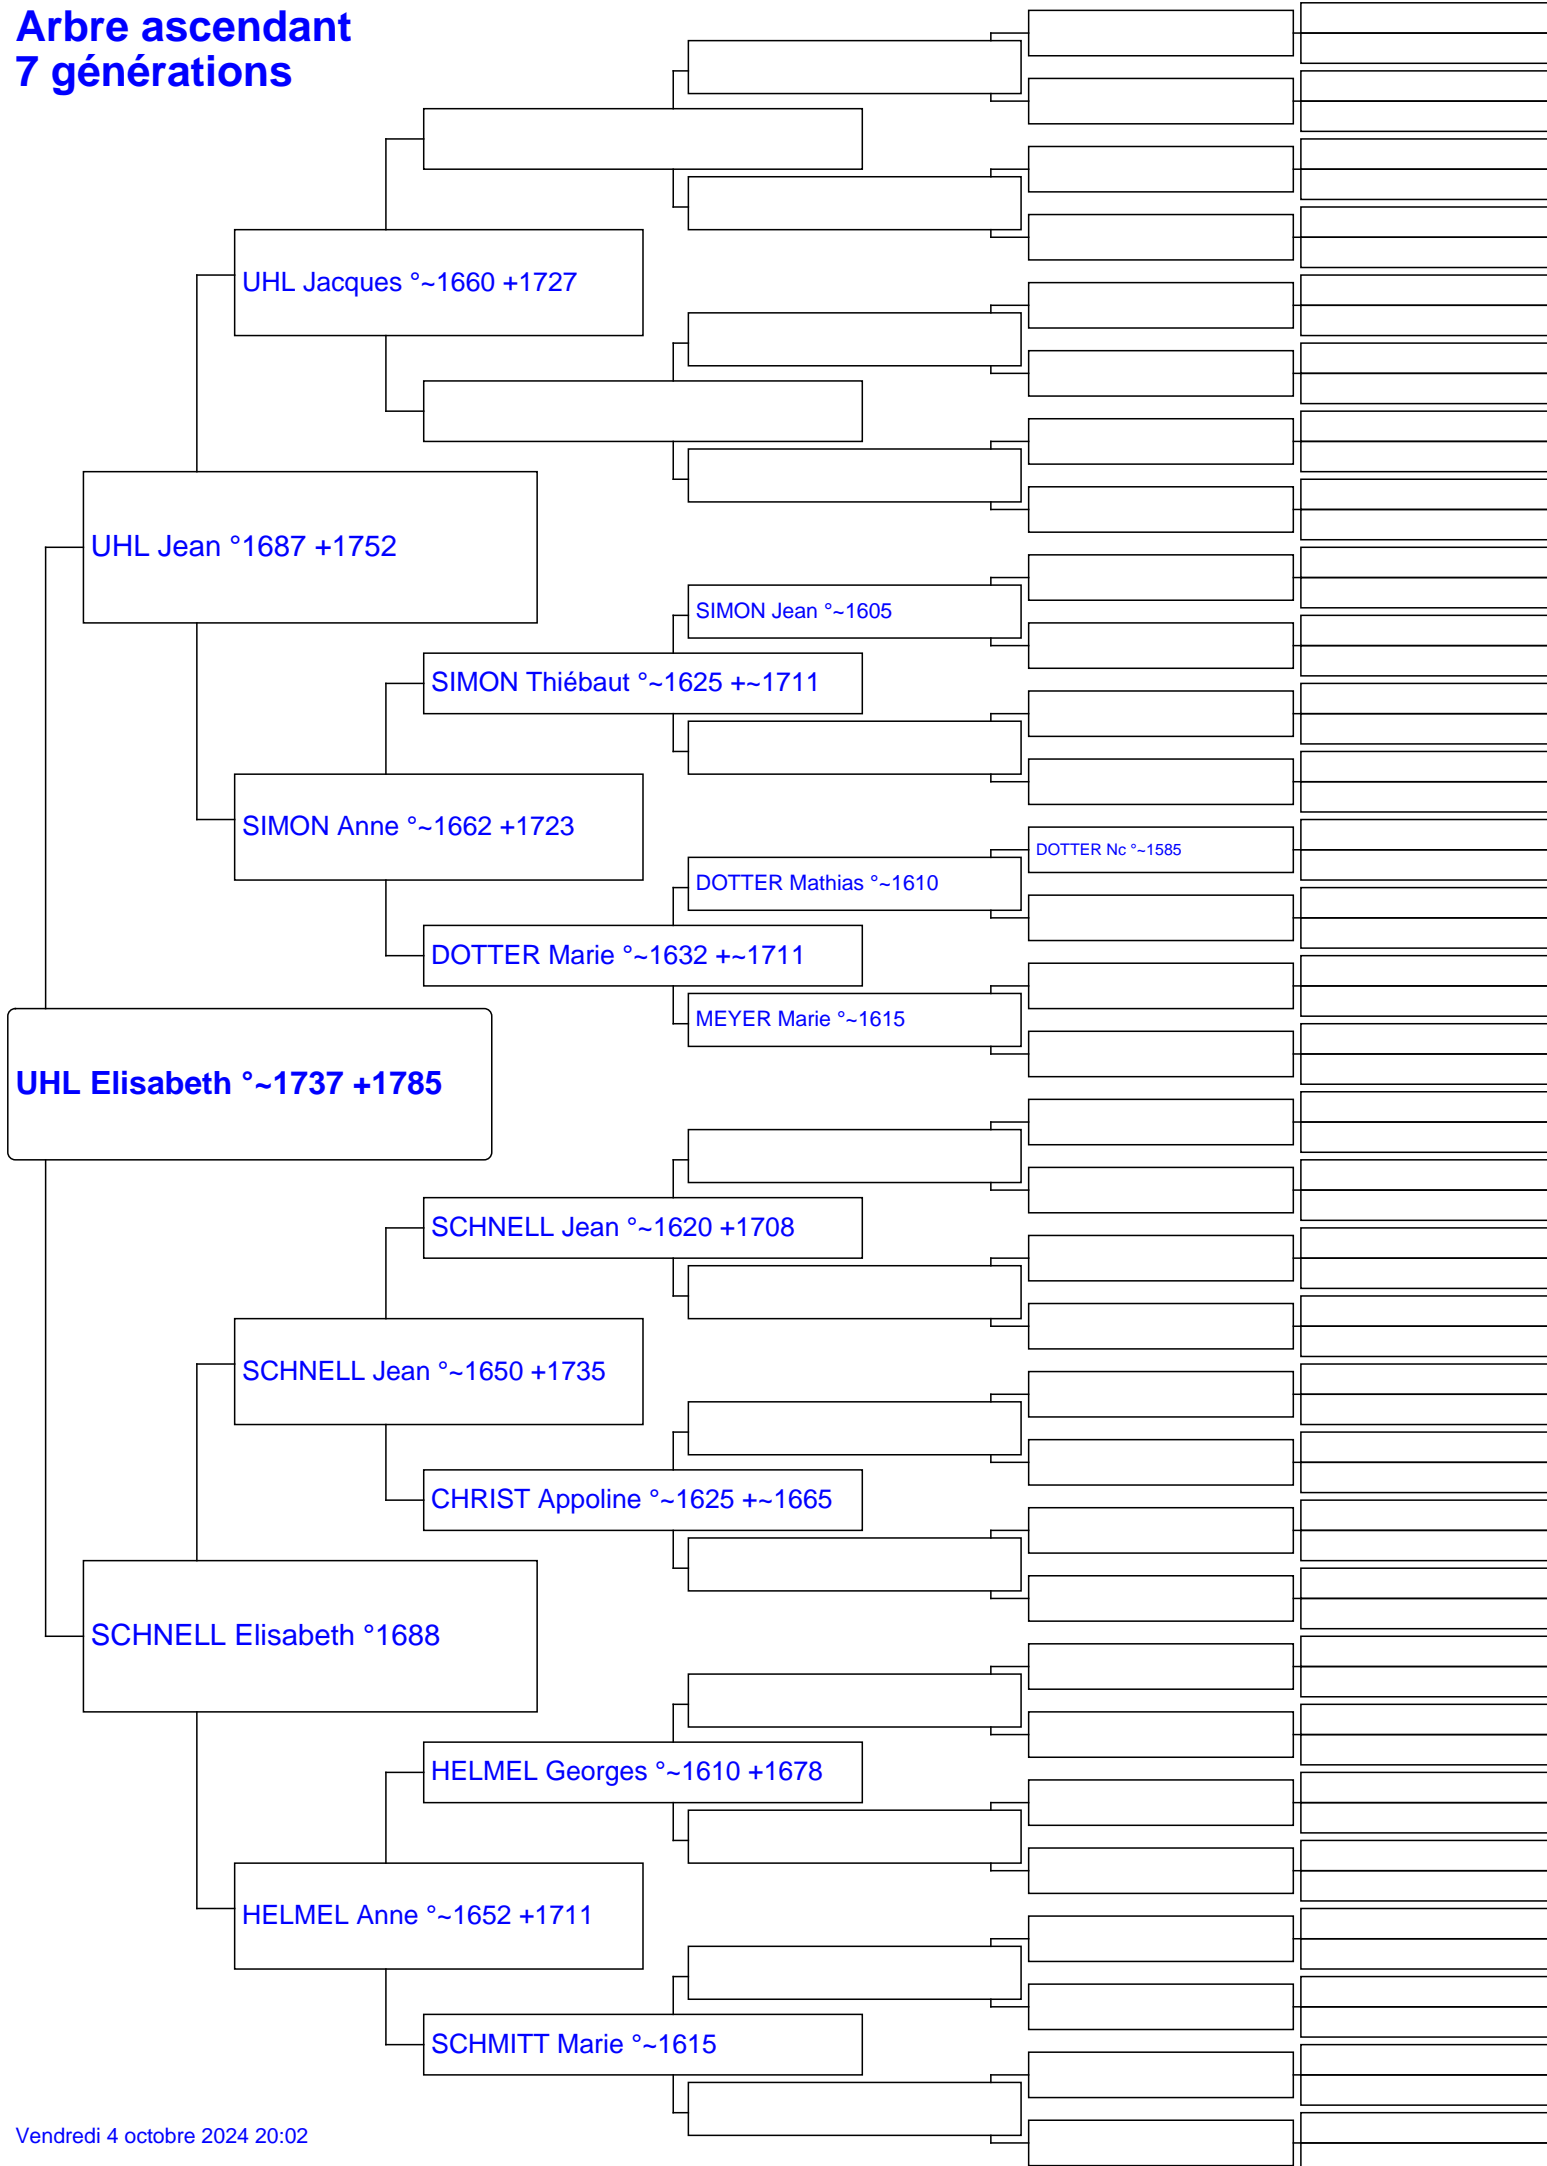 Arbre ascendant
7 générations
UHL Jacques °~1660 +1727
UHL Jean °1687 +1752
SIMON Jean °~1605
SIMON Thiébaut °~1625 +~1711
SIMON Anne °~1662 +1723
DOTTER Nc °~1585
DOTTER Mathias °~1610
DOTTER Marie °~1632 +~1711
MEYER Marie °~1615
UHL Elisabeth °~1737 +1785
SCHNELL Jean °~1620 +1708
SCHNELL Jean °~1650 +1735
CHRIST Appoline °~1625 +~1665
SCHNELL Elisabeth °1688
HELMEL Georges °~1610 +1678
HELMEL Anne °~1652 +1711
SCHMITT Marie °~1615
Vendredi 4 octobre 2024 20:02